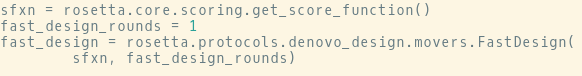 sfxn = rosetta.core.scoring.get_score_function()
fast_design_rounds = 1
fast_design = rosetta.protocols.denovo_design.movers.FastDesign(
        sfxn, fast_design_rounds)